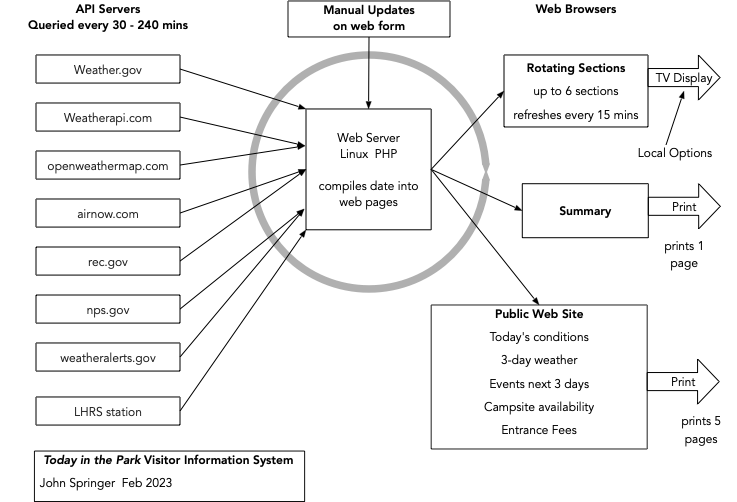 API Servers
Queried every 30 - 240 mins
Weather.gov
Weatherapi.com
openweathermap.com
airnow.com
rec.gov
nps.gov
weatheralerts.gov
LHRS station
Manual Updates
on web form
Web Server
Linux PHP
compiles date into
web pages
Web Browsers
Rotating Sections
up to 6 sections
refreshes every 15 mins
TV Display
Local Options
Summary
Print
prints 1
page
Public Web Site
Today's conditions
3-day weather
Events next 3 days
Campsite availability
Entrance Fees
Print
prints 5
pages
Today in the Park Visitor Information System
John Springer Feb 2023